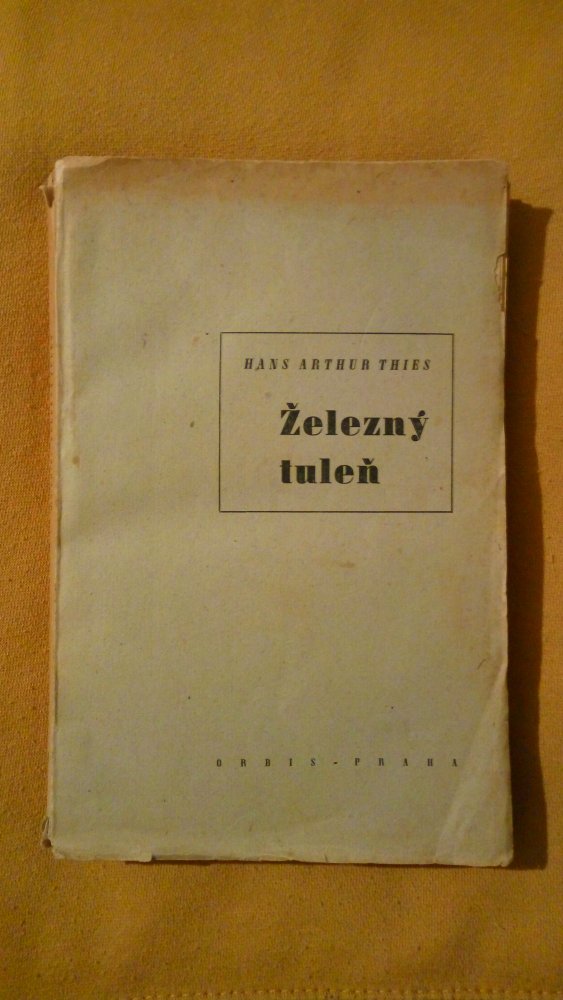 HANS ARTHUR THIES
Železný
tuleň
ORBIS - PRAHA